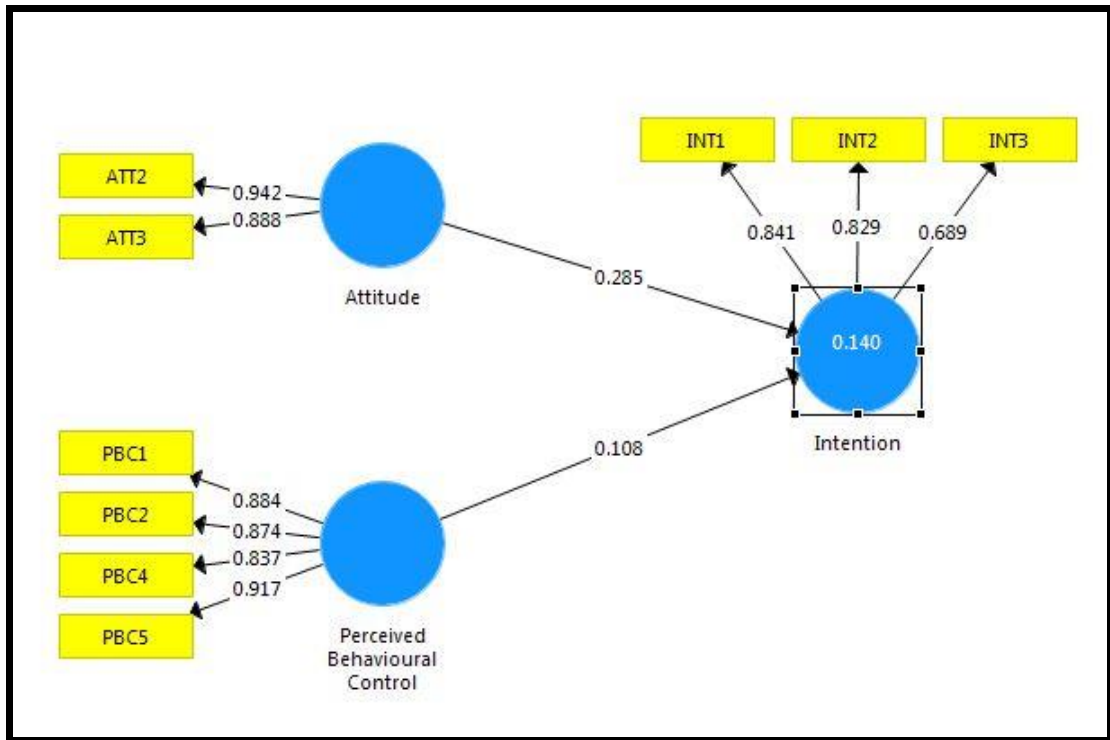 INT1
INT2
INT3
ATT2
ATT3
0.942
0.888
0.841
0.829
0.689
Attitude
0.285
0.140
Intention
0.108
PBC1
PBC2
PBC4
PBC5
0.884
0.874
0.837
0.917
Perceived
Behavioural
Control